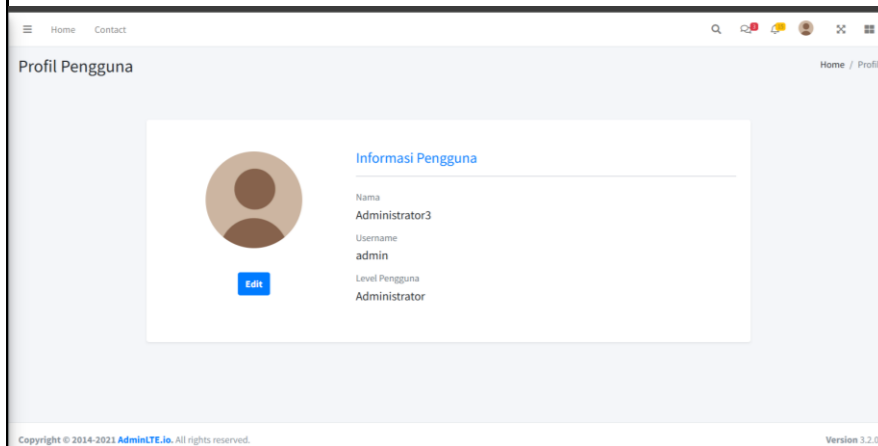 Home Contact
Profil Pengguna
Home / Profil
Informasi Pengguna
Nama
Administrator3
Username
admin
Edit
Level Pengguna
Administrator
Copyright © 2014-2021 AdminLTE.io. All rights reserved.
Version 3.2.0